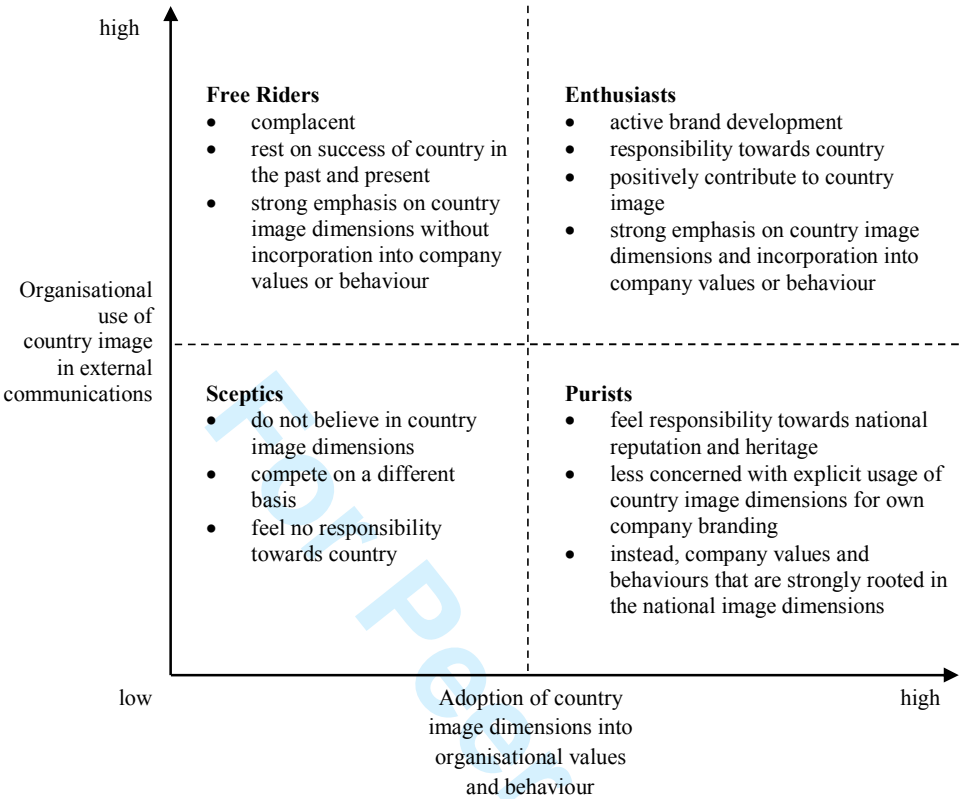 high
Free Riders
• complacent
• rest on success of country in
the past and present
• strong emphasis on country
image dimensions without
incorporation into company
values or behaviour
Enthusiasts
• active brand development
• responsibility towards country
• positively contribute to country
image
• strong emphasis on country image
dimensions and incorporation into
company values or behaviour
Organisational
use of
country image
in external
communications
Sceptics
• do not believe in country
image dimensions
• compete on a different
basis
• feel no responsibility
towards country
Purists
• feel responsibility towards national
reputation and heritage
• less concerned with explicit usage of
country image dimensions for own
company branding
• instead, company values and
behaviours that are strongly rooted in
the national image dimensions
low
Adoption of country
image dimensions into
organisational values
and behaviour
high
For Peer